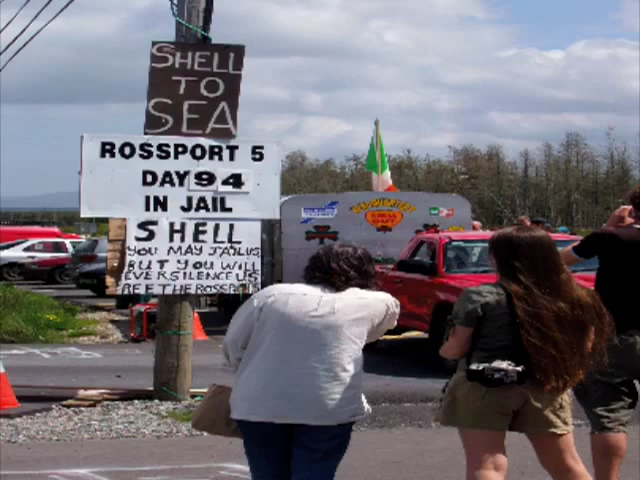 SHELL
TO
SEA
ROSSPORT 5
DAY 94
IN JAIL
SHELL
YOU MAY JAIL US
BUT YOU WILL
NEVER SILENCE US
FREE THE ROSSPORT